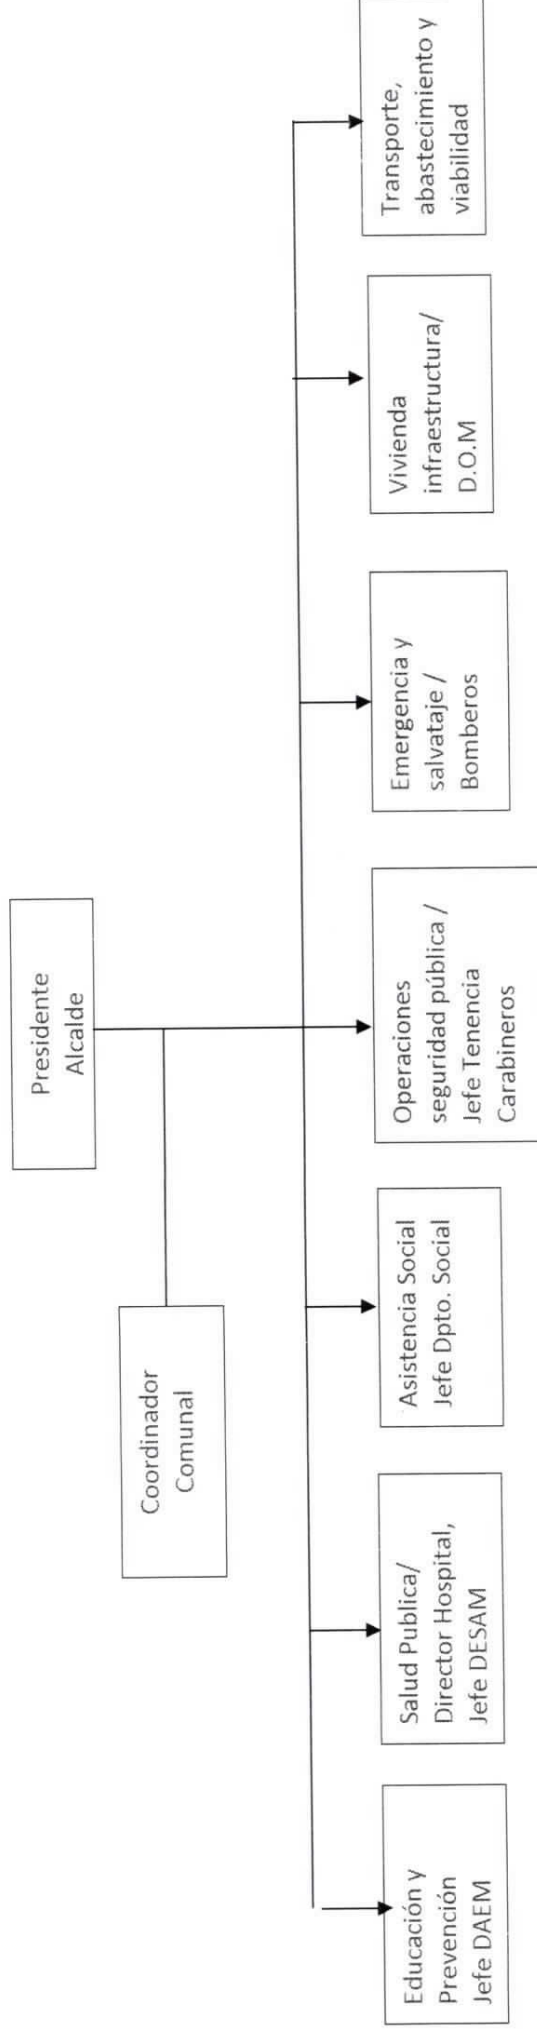 Presidente
Alcalde
Coordinador
Comunal
Educación y
Prevención
Jefe DAEM
Salud Publica/
Director Hospital,
Jefe DESAM
Asistencia Social
Jefe Dpto. Social
Operaciones
seguridad pública /
Jefe Tenencia
Carabineros
Emergencia y
salvataje /
Bomberos
Vivienda
infraestructura/
D.O.M
Transporte,
abastecimiento y
viabilidad